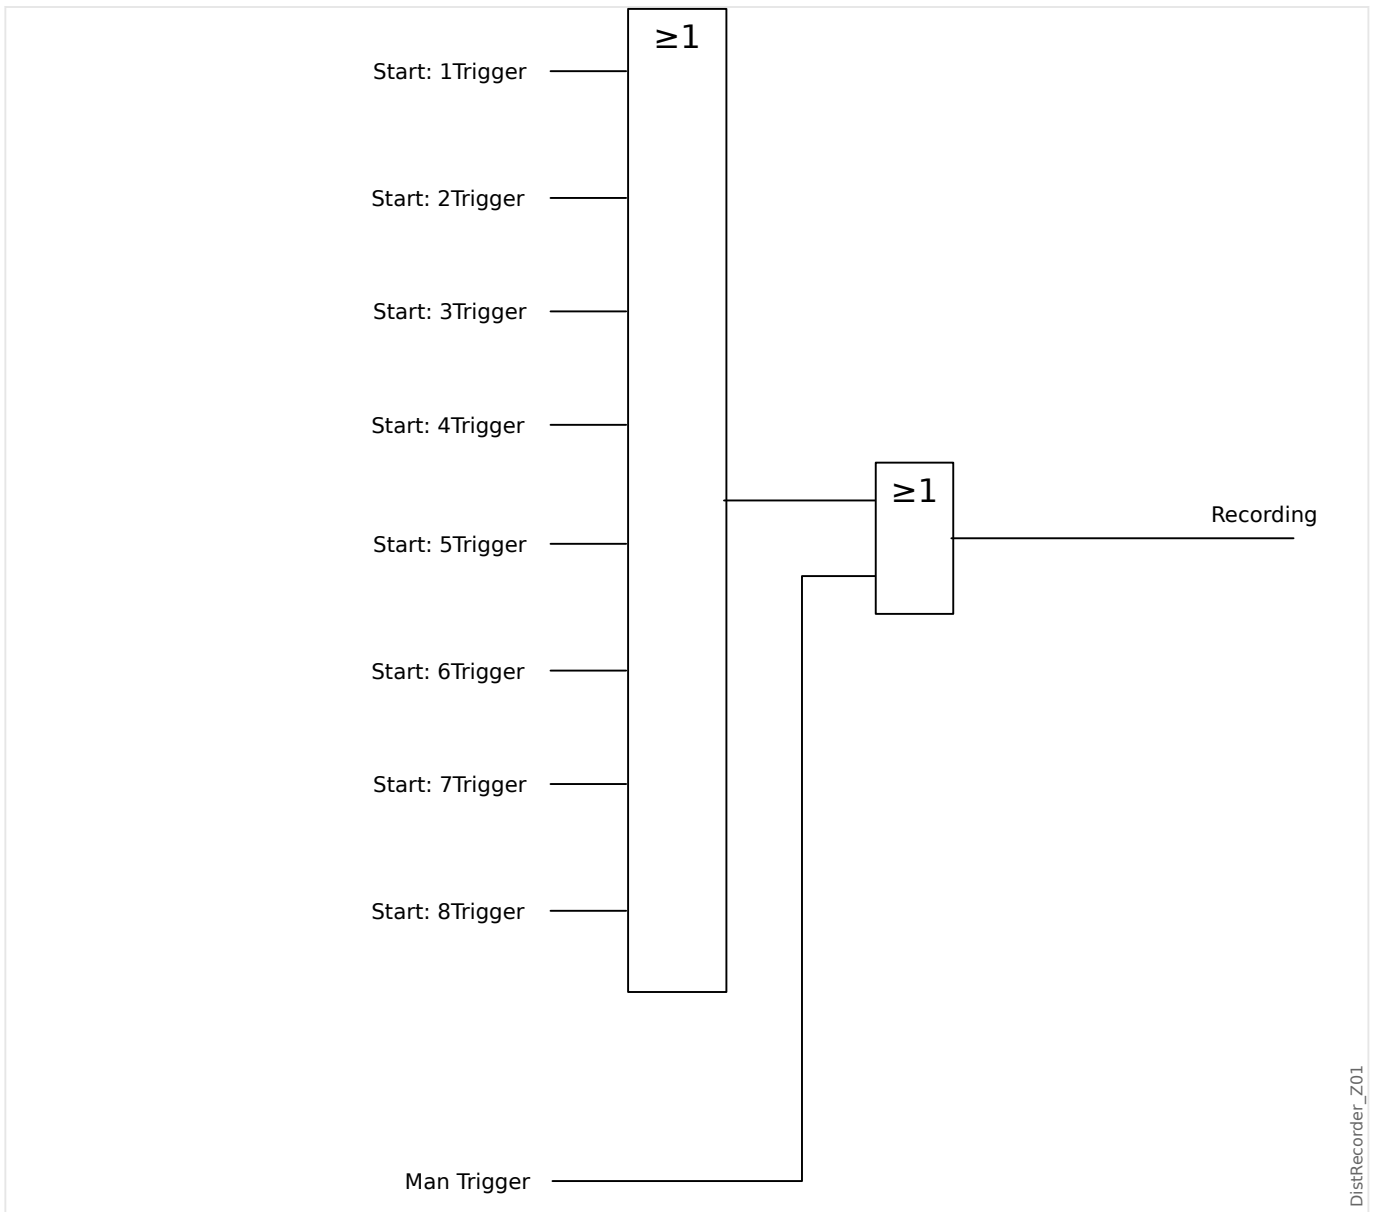 ≥1
Start: 1Trigger
Start: 2Trigger
Start: 3Trigger
Start: 4Trigger
≥1
Recording
Start: 5Trigger
Start: 6Trigger
Start: 7Trigger
Start: 8Trigger
Man Trigger
DistRecorder_Z01